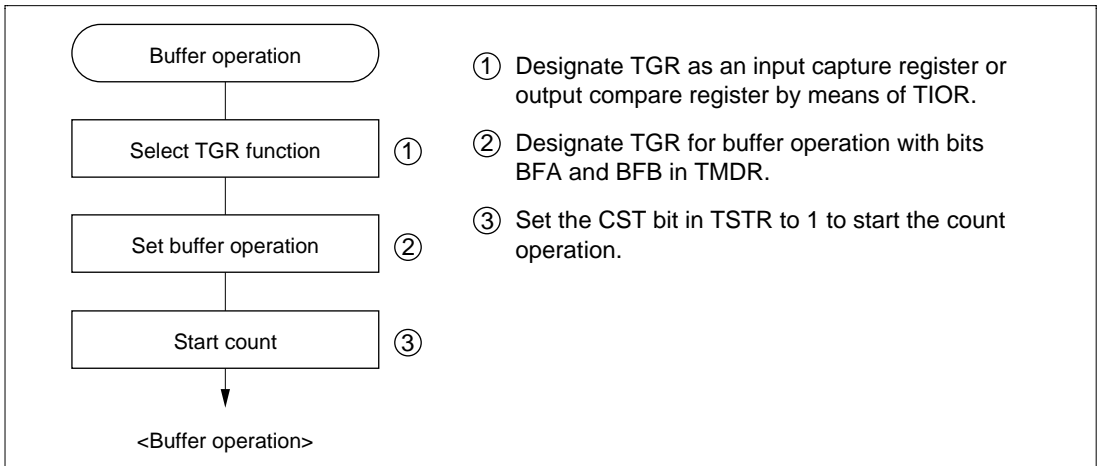 Buffer operation
Select TGR function ①
Set buffer operation ②
Start count ③
<Buffer operation>
① Designate TGR as an input capture register or
output compare register by means of TIOR.
② Designate TGR for buffer operation with bits
BFA and BFB in TMDR.
③ Set the CST bit in TSTR to 1 to start the count
operation.